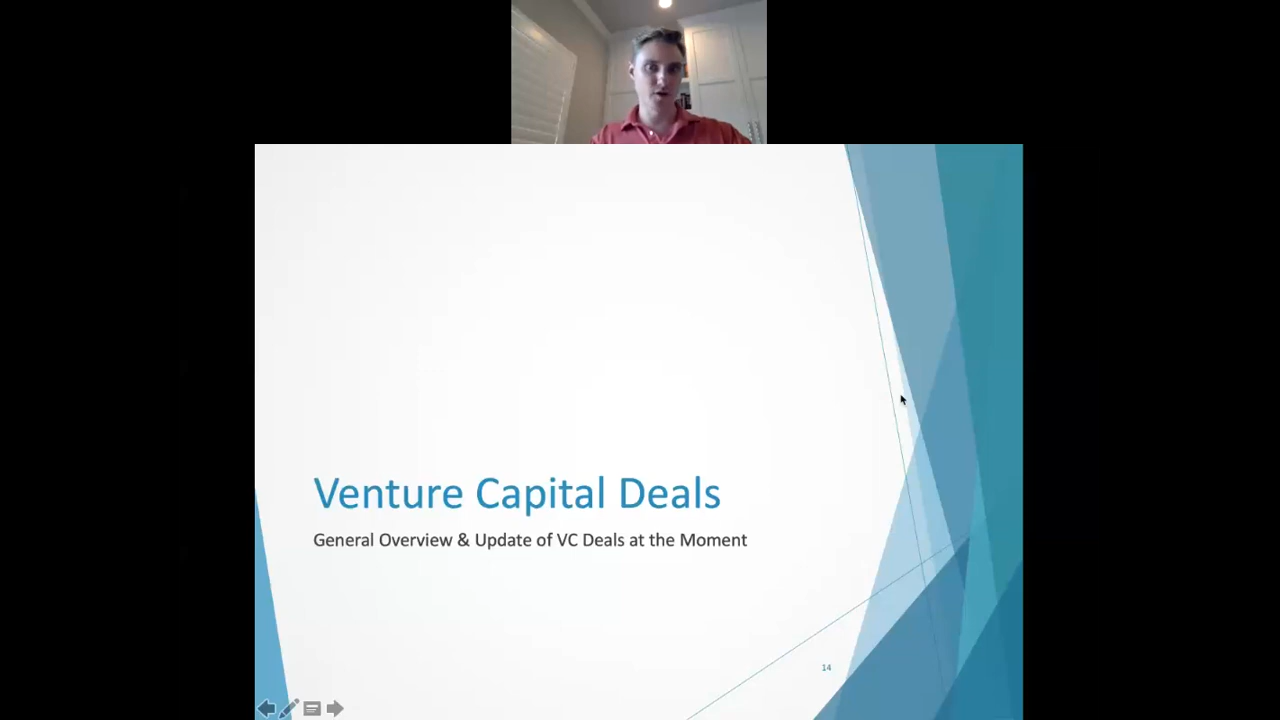 Venture Capital Deals
General Overview & Update of VC Deals at the Moment
14